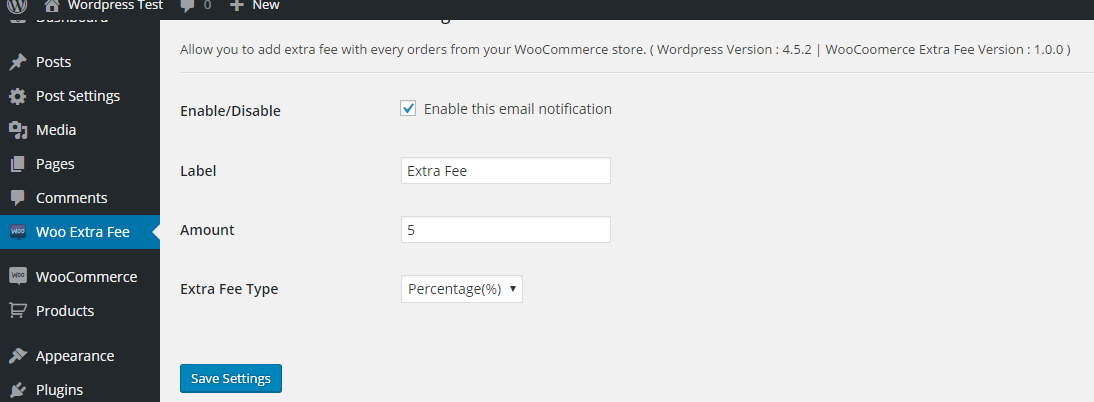 Wordpress Test 0 New
Dashboard
Allow you to add extra fee with every orders from your WooCommerce store. ( Wordpress Version : 4.5.2 | WooCoomerce Extra Fee Version : 1.0.0 )
Posts
Post Settings
Media
Pages
Comments
Woo Extra Fee
WooCommerce
Products
Appearance
Plugins
Enable/Disable Enable this email notification
Label Extra Fee
Amount 5
Extra Fee Type Percentage(%)
Save Settings